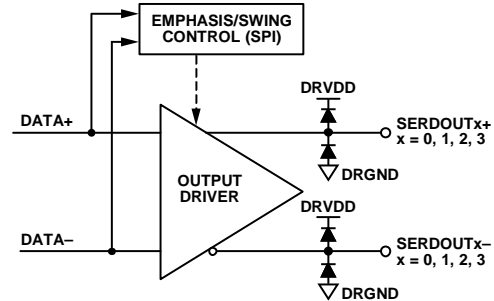 EMPHASIS/SWING
CONTROL (SPI)
DRVDD
DATA+
SERDOUTx+
x = 0, 1, 2, 3
DRGND
OUTPUT
DRIVER
DRVDD
DATA–
SERDOUTx–
x = 0, 1, 2, 3
DRGND